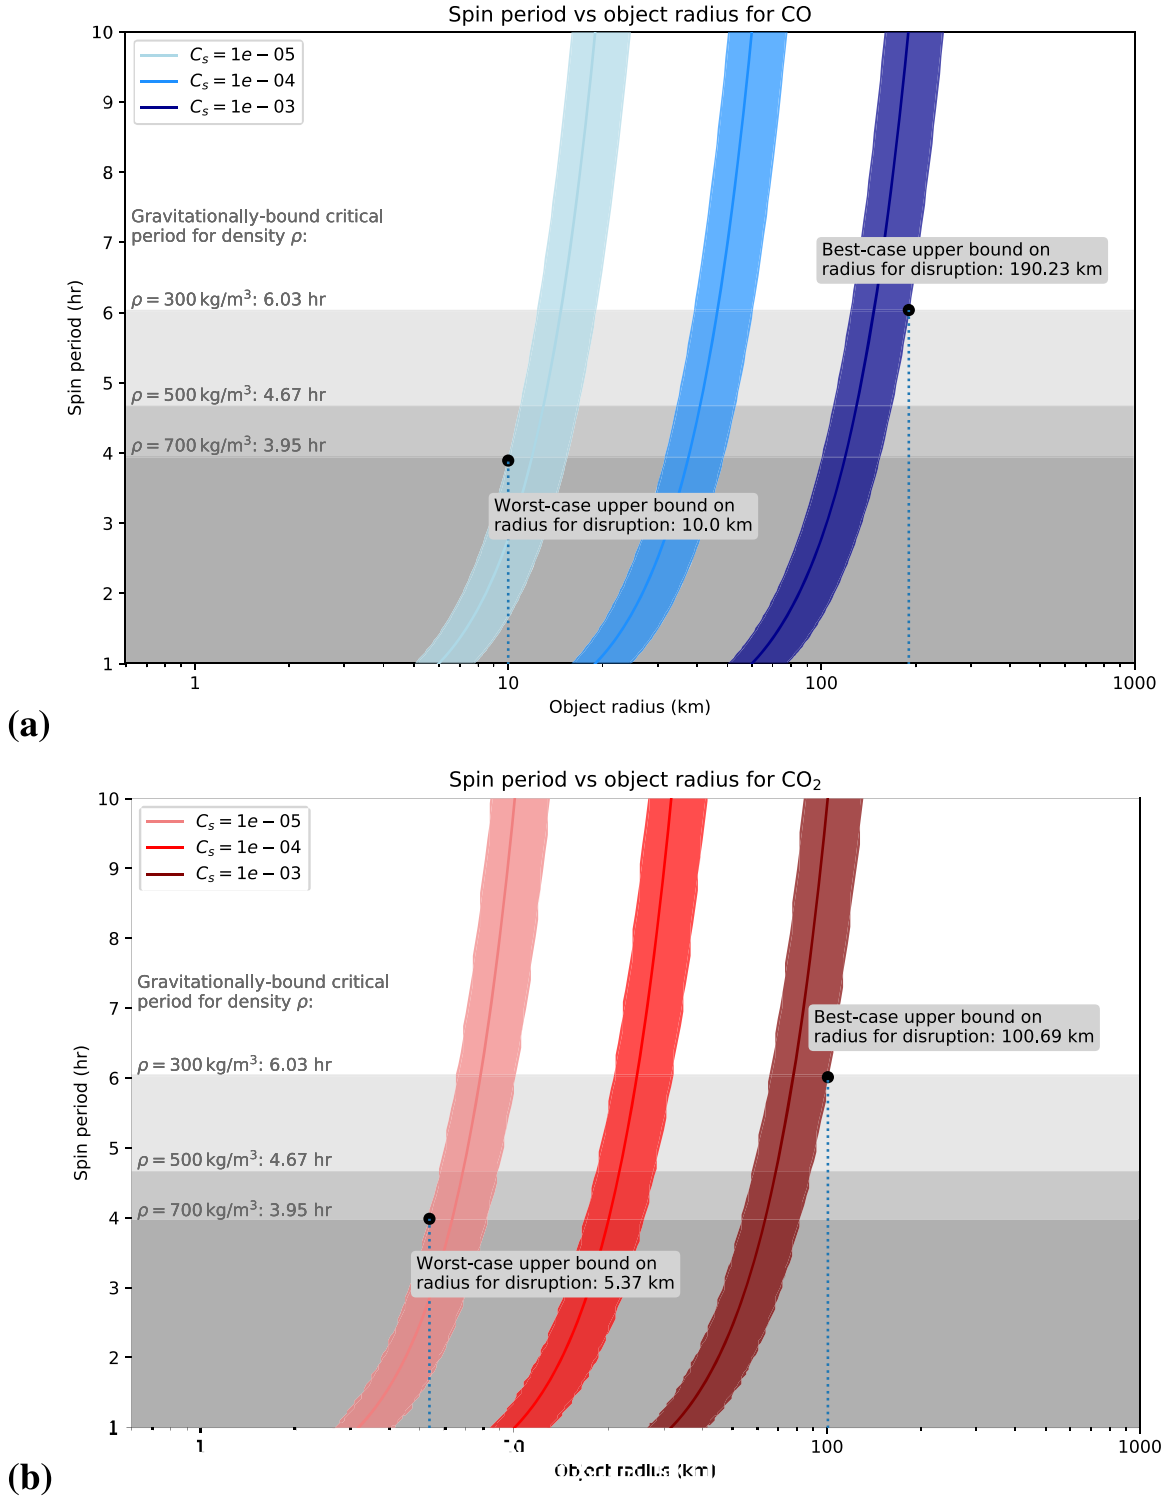 Spin period vs object radius for CO
10
9
8
7
6
5
4
3
2
1
Spin period (hr)
C_s = 1e − 05
C_s = 1e − 04
C_s = 1e − 03
Gravitationally-bound critical
period for density ρ:
ρ = 300 kg/m³: 6.03 hr
ρ = 500 kg/m³: 4.67 hr
ρ = 700 kg/m³: 3.95 hr
Best-case upper bound on
radius for disruption: 190.23 km
Worst-case upper bound on
radius for disruption: 10.0 km
1 10 100 1000
Object radius (km)
(a)
Spin period vs object radius for CO₂
10
9
8
7
6
5
4
3
2
1
Spin period (hr)
C_s = 1e − 05
C_s = 1e − 04
C_s = 1e − 03
Gravitationally-bound critical
period for density ρ:
ρ = 300 kg/m³: 6.03 hr
ρ = 500 kg/m³: 4.67 hr
ρ = 700 kg/m³: 3.95 hr
Best-case upper bound on
radius for disruption: 100.69 km
Worst-case upper bound on
radius for disruption: 5.37 km
1 10 100 1000
Object radius (km)
(b)